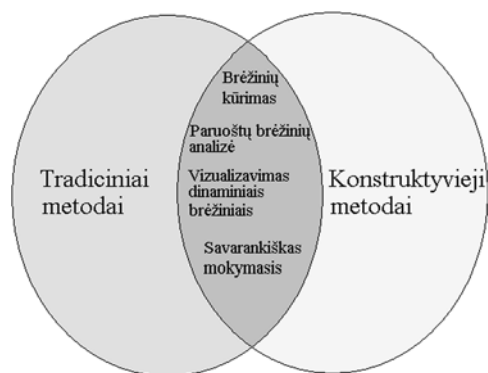 Tradiciniai
metodai
Brėžinių
kūrimas
Paruoštų brėžinių
analizė
Vizualizavimas
dinaminiais
brėžiniais
Savarankiškas
mokymasis
Konstruktyvieji
metodai